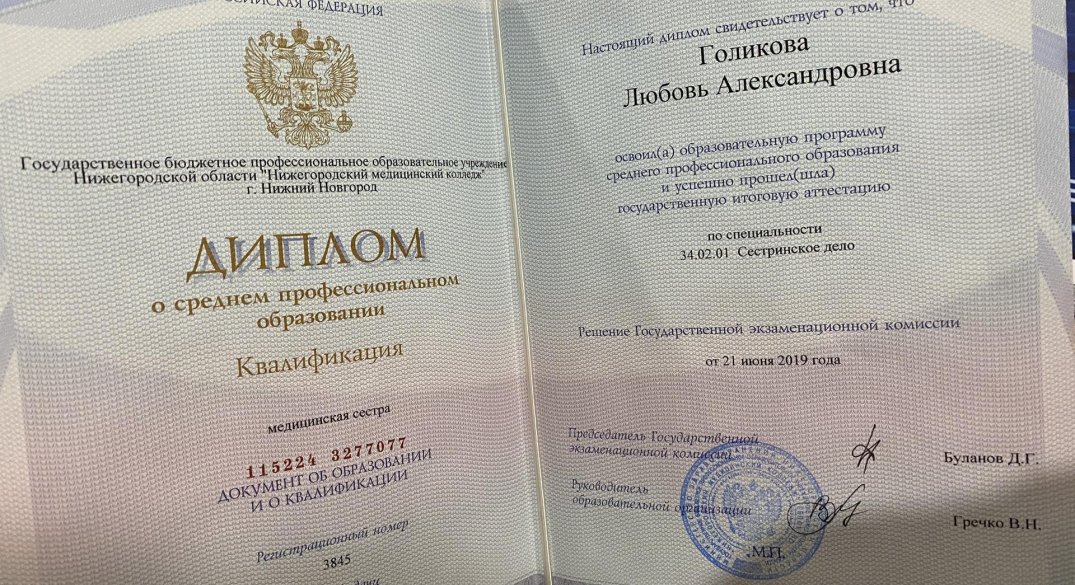 РОССИЙСКАЯ ФЕДЕРАЦИЯ
Государственное бюджетное профессиональное образовательное учреждение
Нижегородской области "Нижегородский медицинский колледж"
г. Нижний Новгород
ДИПЛОМ
о среднем профессиональном
образовании
Квалификация
медицинская сестра
115224 3277077
ДОКУМЕНТ ОБ ОБРАЗОВАНИИ
И О КВАЛИФИКАЦИИ
Регистрационный номер
3845
Настоящий диплом свидетельствует о том, что
Голикова
Любовь Александровна
освоил(а) образовательную программу
среднего профессионального образования
и успешно прошел(шла)
государственную итоговую аттестацию
по специальности
34.02.01 Сестринское дело
Решение Государственной экзаменационной комиссии
от 21 июня 2019 года
Председатель Государственной
экзаменационной комиссии
Буланов Д.Г.
Руководитель
образовательной организации
Гречко В.Н.
М.П.